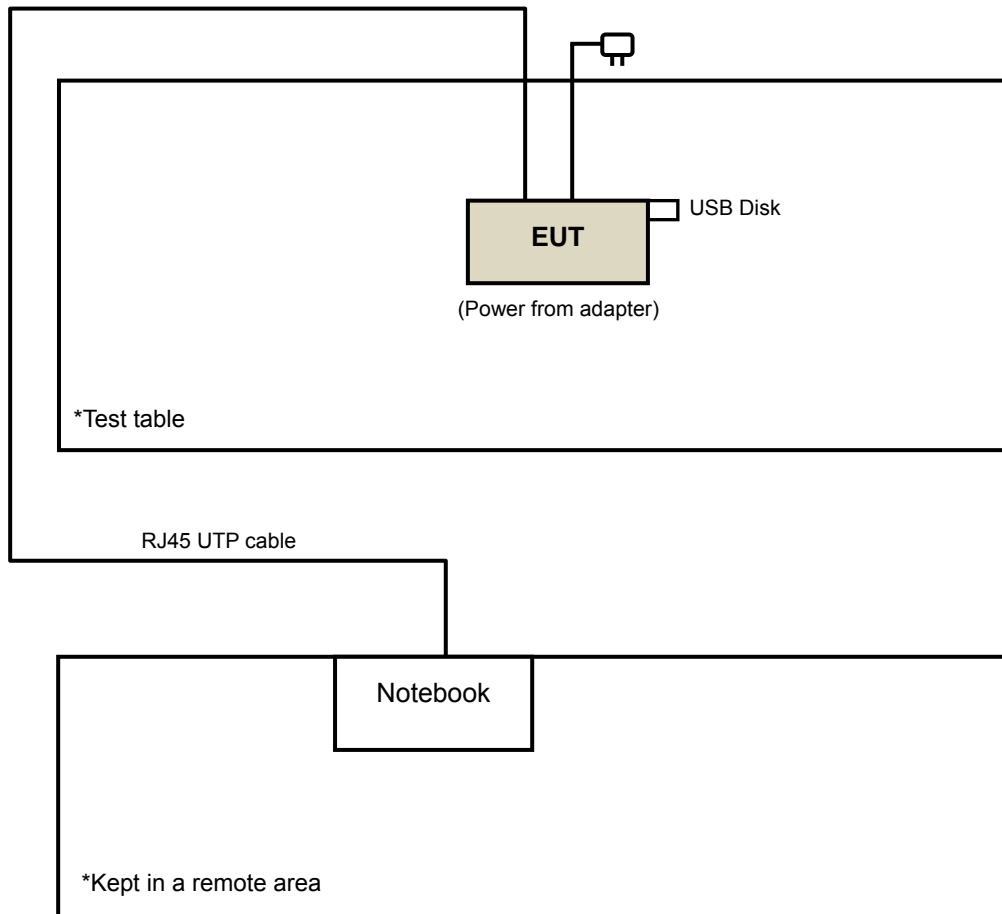 USB Disk
EUT
(Power from adapter)
*Test table
RJ45 UTP cable
Notebook
*Kept in a remote area